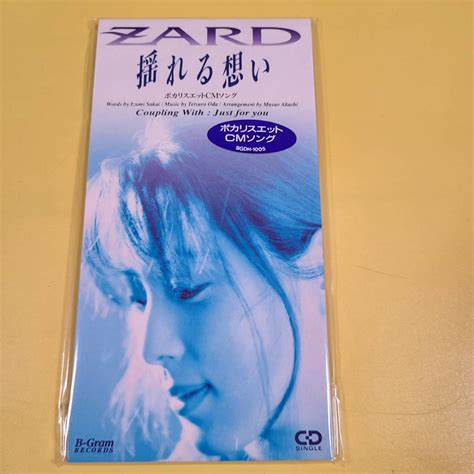 ZARD
揺れる想い
ポカリスエットCMソング
Words by Izumi Sakai / Music by Tetsuro Oda / Arrangement by Masao Akashi
Coupling With : Just for you
ポカリスエット
CMソング
BGDH-1005
B-Gram
RECORDS
CD
SINGLE